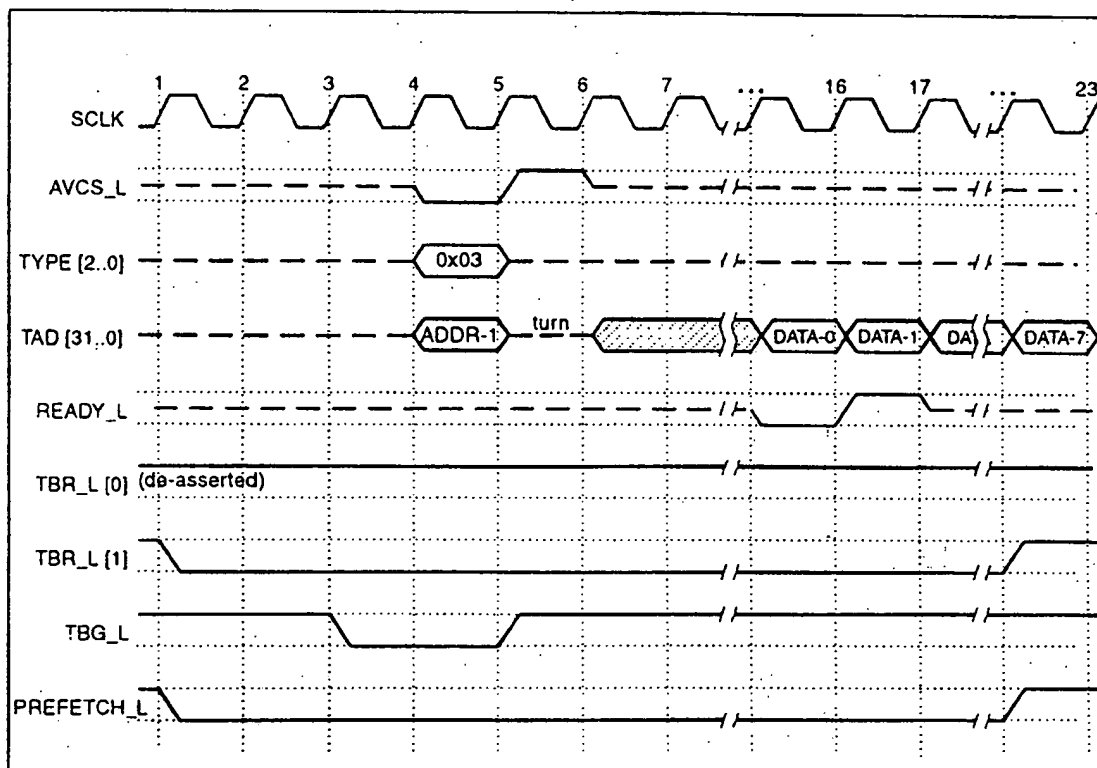 1 2 3 4 5 6 7 ... 16 17 ... 23
SCLK
AVCS_L
TYPE [2..0] 0x03
TAD [31..0] ADDR-1 turn DATA-0 DATA-1 DA DATA-7
READY_L
TBR_L [0] (de-asserted)
TBR_L [1]
TBG_L
PREFETCH_L